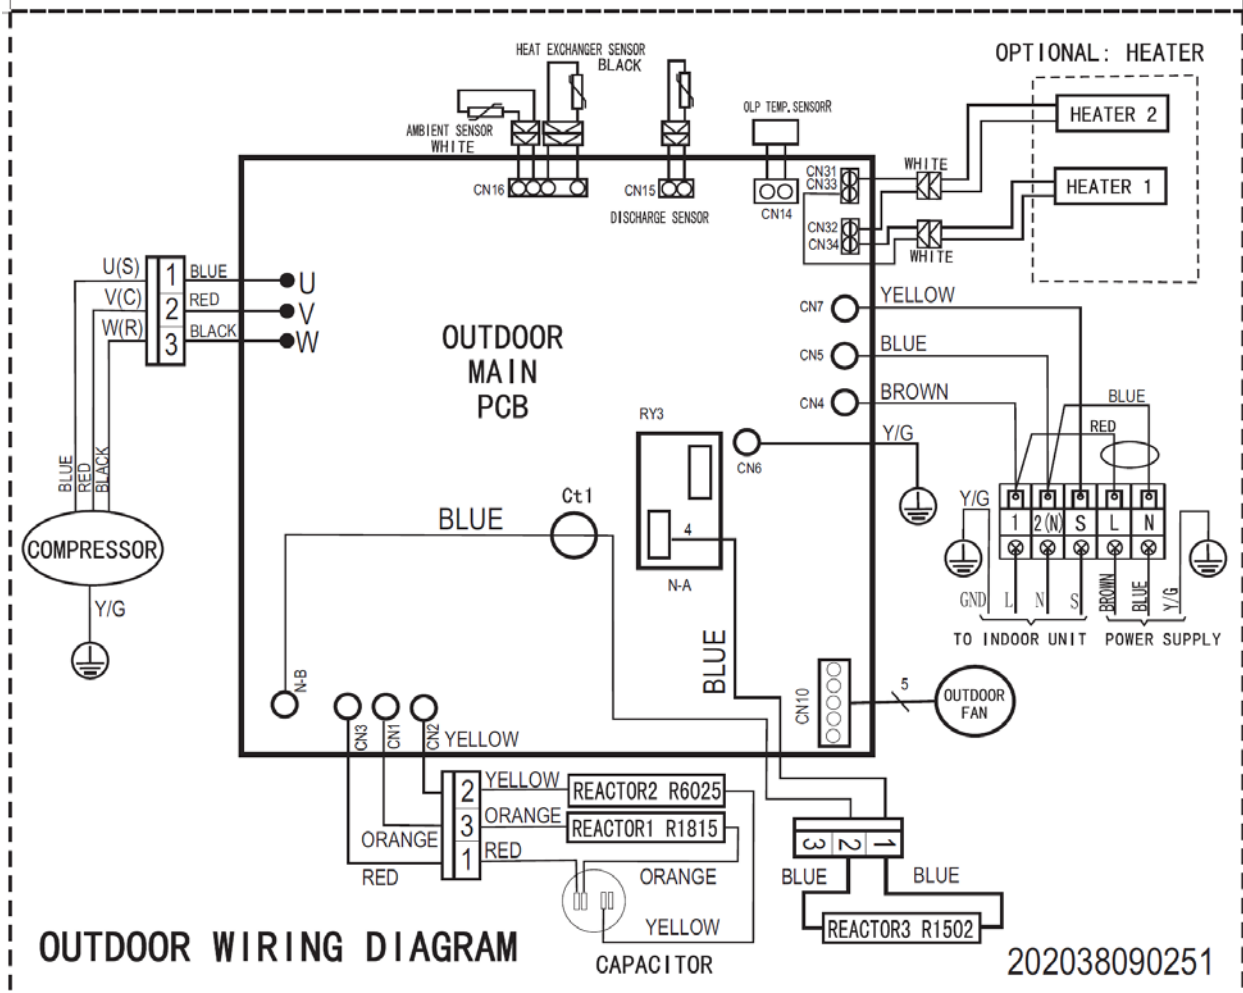 HEAT EXCHANGER SENSOR
BLACK
OPTIONAL: HEATER
OLP TEMP.SENSORR
HEATER 2
AMBIENT SENSOR
WHITE
WHITE
CN31
CN33
CN16
CN15
CN14
HEATER 1
DISCHARGE SENSOR
CN32
CN34
WHITE
U(S)
1
BLUE
U
V(C)
2
RED
V
W(R)
3
BLACK
W
CN7
YELLOW
OUTDOOR
MAIN
PCB
CN5
BLUE
CN4
BROWN
BLUE
RY3
RED
Y/G
CN6
BLUE
RED
BLACK
Ct1
BLUE
4
N-A
Y/G
1
2(N)
S
L
N
COMPRESSOR
Y/G
GND
L
N
S
BROWN
BLUE
Y/G
TO INDOOR UNIT
POWER SUPPLY
BLUE
N-B
CN10
5
OUTDOOR
FAN
CN3
CN1
CN2
YELLOW
2
YELLOW
REACTOR2 R6025
ORANGE
3
ORANGE
REACTOR1 R1815
RED
1
RED
ORANGE
3
2
1
BLUE
BLUE
YELLOW
REACTOR3 R1502
CAPACITOR
OUTDOOR WIRING DIAGRAM
202038090251